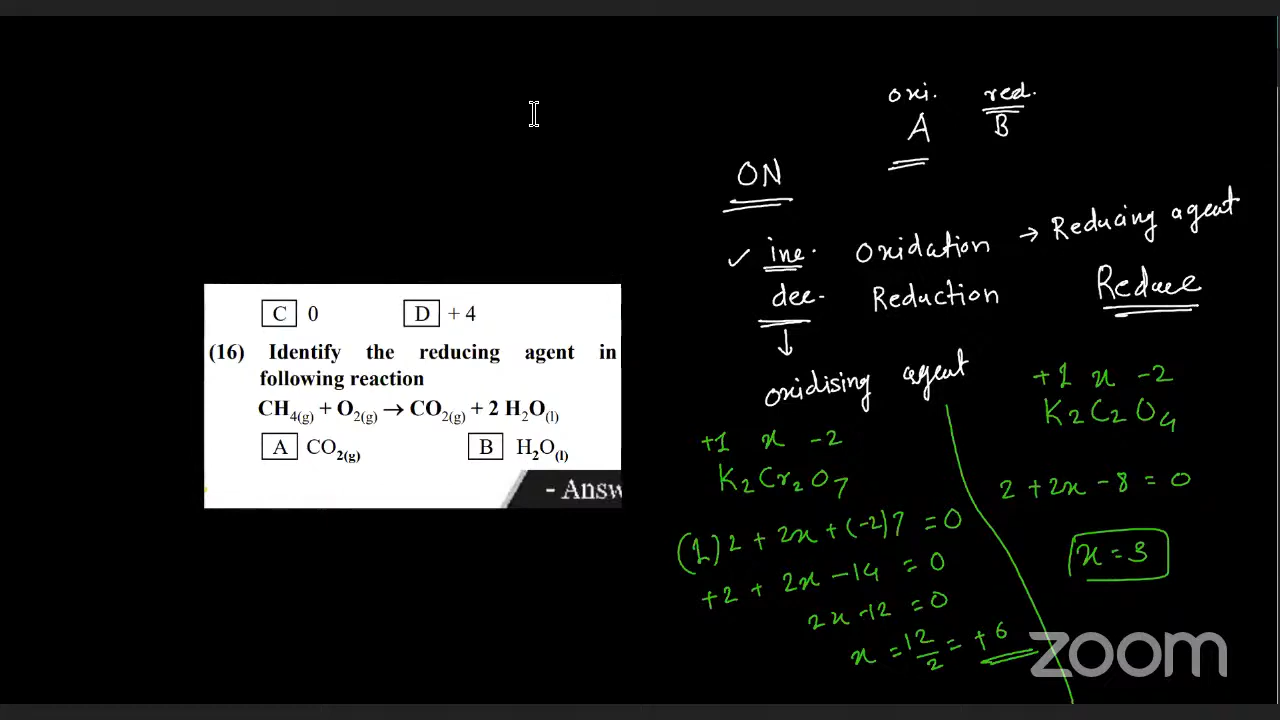 oxi. red.
A B
ON
✓ inc. Oxidation → Reducing agent
dec. Reduction Reduce
↓
oxidising agent
C 0 D + 4
(16) Identify the reducing agent in
following reaction
CH4(g) + O2(g) → CO2(g) + 2 H2O(l)
A CO2(g) B H2O(l)
- Answ
+1 x -2
K2Cr2O7
(1)2 + 2x + (-2)7 = 0
+2 + 2x - 14 = 0
2x - 12 = 0
x = 12/2 = +6
+1 x -2
K2C2O4
2 + 2x - 8 = 0
x = 3
zoom